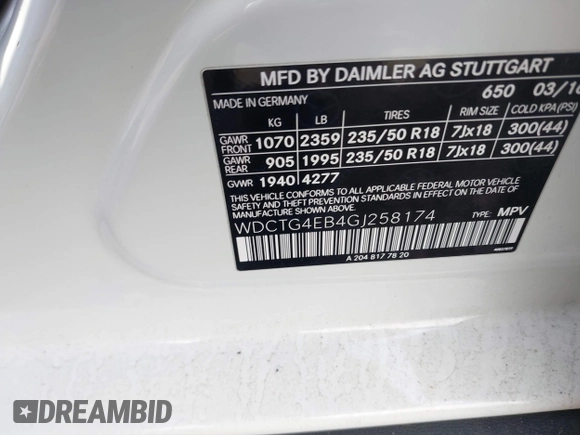 MFD BY DAIMLER AG STUTTGART
MADE IN GERMANY 650 03/16
KG LB TIRES RIM SIZE COLD KPA(PSI)
GAWR FRONT 1070 2359 235/50 R18 7Jx18 300(44)
GAWR REAR 905 1995 235/50 R18 7Jx18 300(44)
GVWR 1940 4277
THIS VEHICLE CONFORMS TO ALL APPLICABLE FEDERAL MOTOR VEHICLE
SAFETY, BUMPER, AND THEFT PREVENTION STANDARDS IN EFFECT
ON THE DATE OF MANUFACTURE SHOWN ABOVE.
WDCTG4EB4GJ258174 TYPE: MPV
A 204 817 78 20
DREAMBID